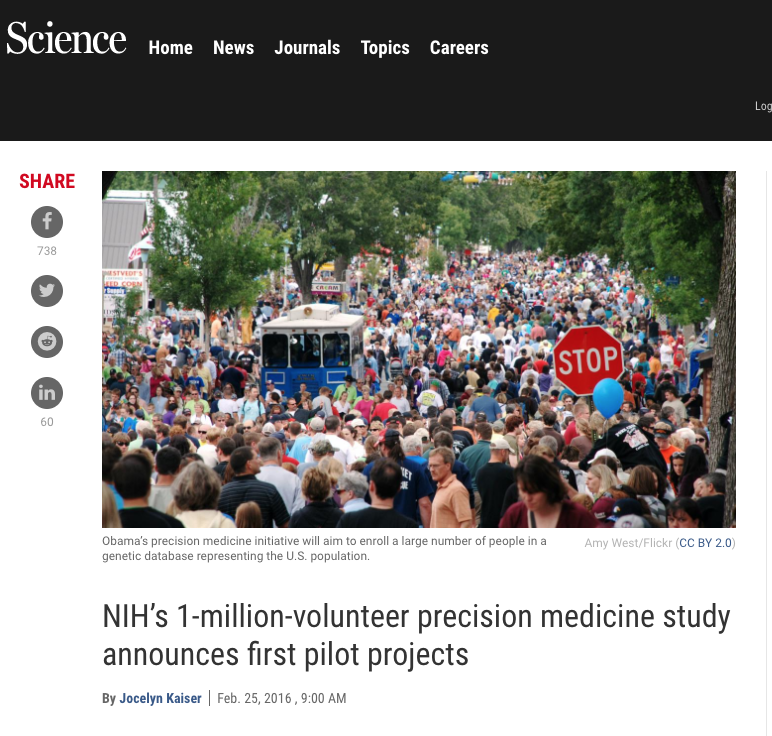 Science
Home News Journals Topics Careers
Log
SHARE
738
60
CREAM
STOP
Obama's precision medicine initiative will aim to enroll a large number of people in a
genetic database representing the U.S. population.
Amy West/Flickr (CC BY 2.0)
NIH's 1-million-volunteer precision medicine study
announces first pilot projects
By Jocelyn Kaiser | Feb. 25, 2016 , 9:00 AM